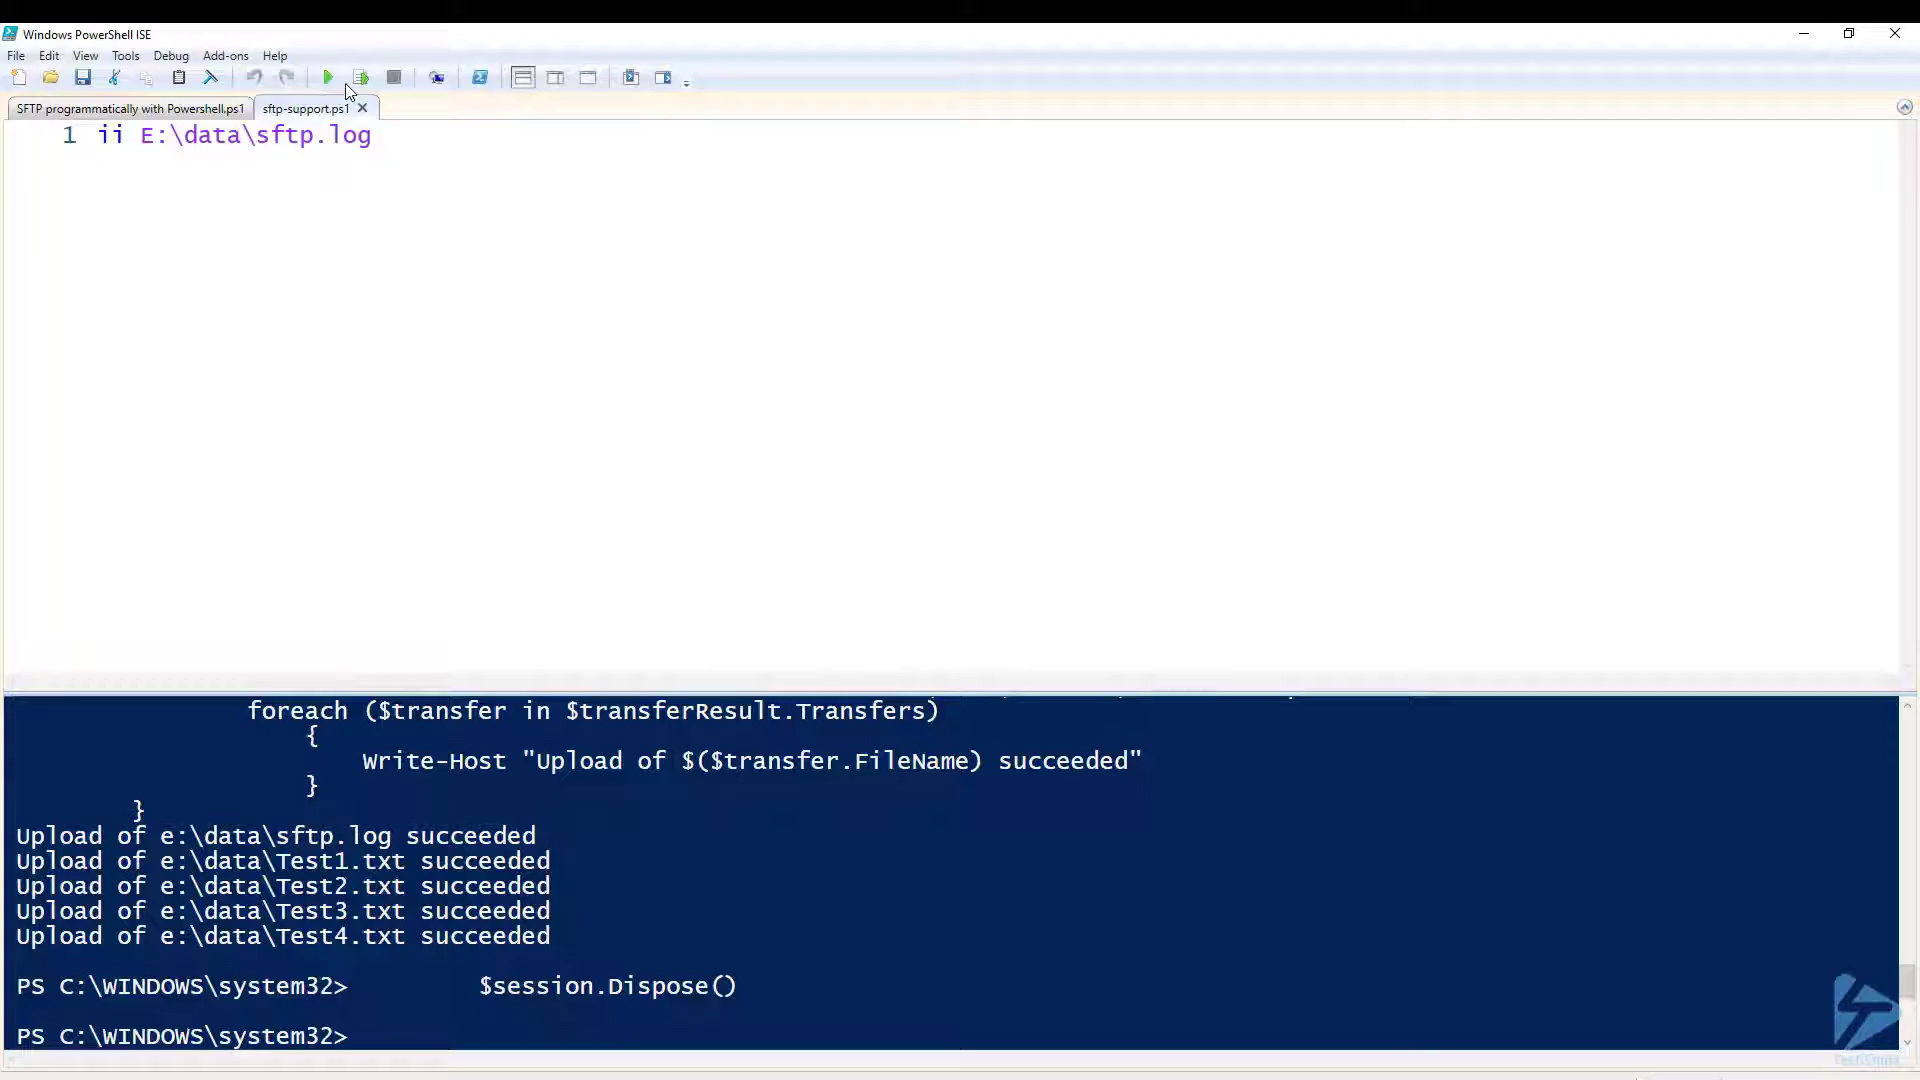 Windows PowerShell ISE
File Edit View Tools Debug Add-ons Help
SFTP programmatically with Powershell.ps1 sftp-support.ps1
1 ii E:\data\sftp.log
foreach ($transfer in $transferResult.Transfers)
{
Write-Host "Upload of $($transfer.FileName) succeeded"
}
}
Upload of e:\data\sftp.log succeeded
Upload of e:\data\Test1.txt succeeded
Upload of e:\data\Test2.txt succeeded
Upload of e:\data\Test3.txt succeeded
Upload of e:\data\Test4.txt succeeded
PS C:\WINDOWS\system32> $session.Dispose()
PS C:\WINDOWS\system32>